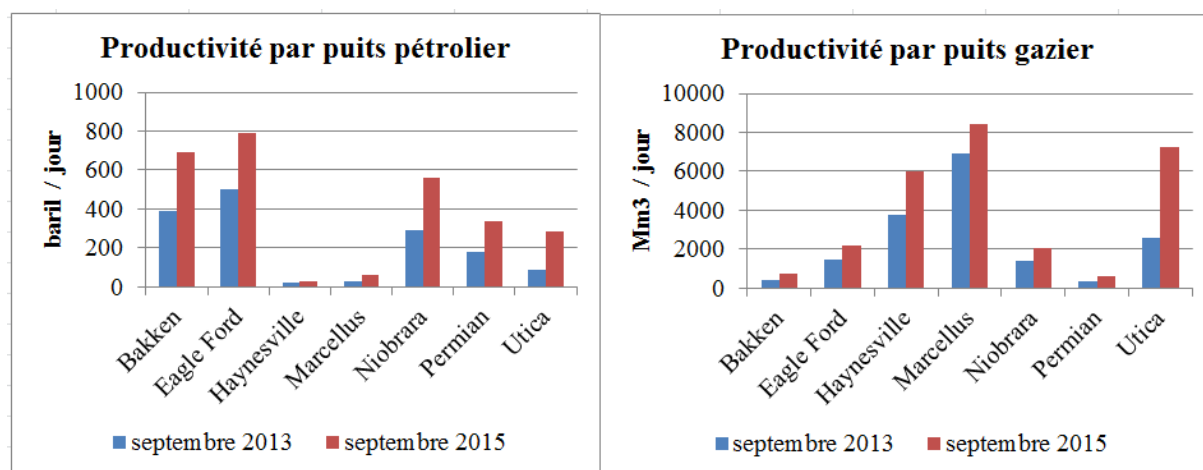 Productivité par puits pétrolier
1000
800
600
400
200
0
baril / jour
Bakken
Eagle Ford
Haynesville
Marcellus
Niobrara
Permian
Utica
septembre 2013
septembre 2015
Productivité par puits gazier
10000
8000
6000
4000
2000
0
Mm3 / jour
Bakken
Eagle Ford
Haynesville
Marcellus
Niobrara
Permian
Utica
septembre 2013
septembre 2015